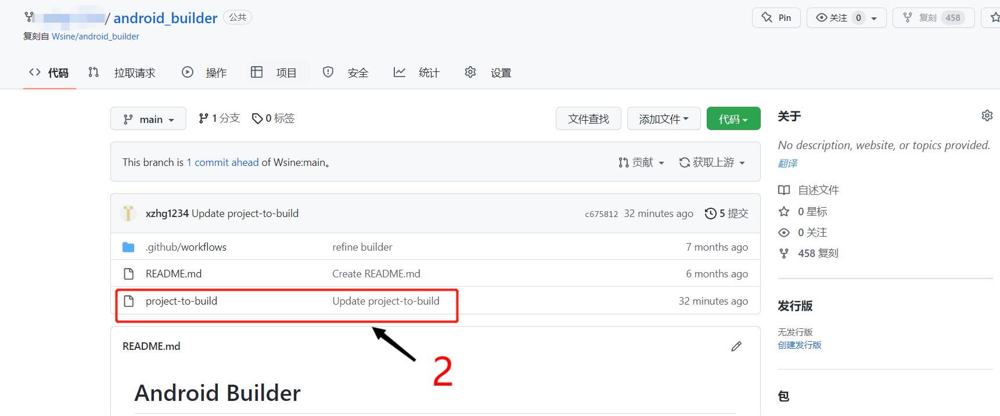 / android_builder 公共
Pin 关注 0 复刻 458
复刻自 Wsine/android_builder
代码 拉取请求 操作 项目 安全 统计 设置
main 1 分支 0 标签 文件查找 添加文件 代码
This branch is 1 commit ahead of Wsine:main。 贡献 获取上游
xzhg1234 Update project-to-build c675812 32 minutes ago 5 提交
.github/workflows refine builder 7 months ago
README.md Create README.md 6 months ago
project-to-build Update project-to-build 32 minutes ago
2
README.md
Android Builder
关于
No description, website, or topics provided.
翻译
自述文件
0 星标
0 关注
458 复刻
发行版
无发行版
创建发行版
包